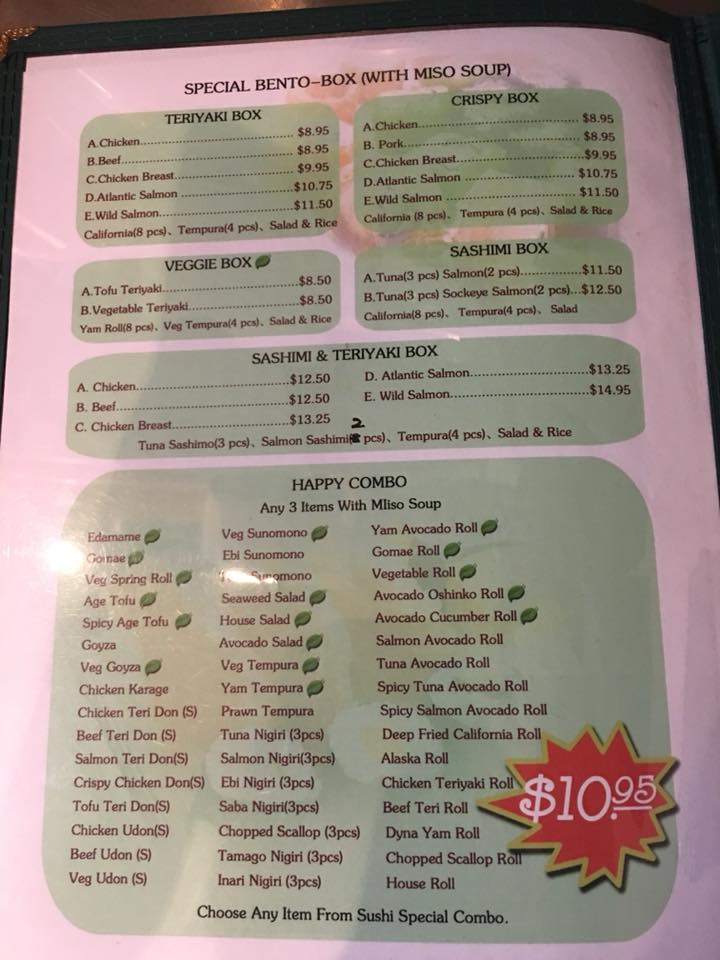 SPECIAL BENTO-BOX (WITH MISO SOUP)
TERIYAKI BOX
A.Chicken................................ $8.95
B.Beef..................................... $8.95
C.Chicken Breast......................... $9.95
D.Atlantic Salmon ........................ $10.75
E.Wild Salmon............................. $11.50
California(8 pcs)、Tempura(4 pcs)、Salad & Rice
CRISPY BOX
A.Chicken................................ $8.95
B. Pork.................................... $8.95
C.Chicken Breast.........................$9.95
D.Atlantic Salmon ........................ $10.75
E.Wild Salmon............................. $11.50
California (8 pcs)、Tempura (4 pcs)、Salad & Rice
VEGGIE BOX
A.Tofu Teriyaki...........................$8.50
B.Vegetable Teriyaki......................$8.50
Yam Roll(8 pcs)、Veg Tempura(4 pcs)、Salad & Rice
SASHIMI BOX
A.Tuna(3 pcs) Salmon(2 pcs)................$11.50
B.Tuna(3 pcs) Sockeye Salmon(2 pcs)...$12.50
California(8 pcs)、Tempura(4 pcs)、Salad
SASHIMI & TERIYAKI BOX
A. Chicken................................$12.50
B. Beef....................................$12.50
C. Chicken Breast.........................$13.25
D. Atlantic Salmon........................$13.25
E. Wild Salmon............................$14.95
2
Tuna Sashimo(3 pcs)、Salmon Sashimi( pcs)、Tempura(4 pcs)、Salad & Rice
HAPPY COMBO
Any 3 Items With MIiso Soup
Edamame
Gomae
Veg Spring Roll
Age Tofu
Spicy Age Tofu
Goyza
Veg Goyza
Chicken Karage
Chicken Teri Don (S)
Beef Teri Don (S)
Salmon Teri Don(S)
Crispy Chicken Don(S)
Tofu Teri Don(S)
Chicken Udon(S)
Beef Udon (S)
Veg Udon (S)
Veg Sunomono
Ebi Sunomono
Sunomono
Seaweed Salad
House Salad
Avocado Salad
Veg Tempura
Yam Tempura
Prawn Tempura
Tuna Nigiri (3pcs)
Salmon Nigiri(3pcs)
Ebi Nigiri (3pcs)
Saba Nigiri(3pcs)
Chopped Scallop (3pcs)
Tamago Nigiri (3pcs)
Inari Nigiri (3pcs)
Yam Avocado Roll
Gomae Roll
Vegetable Roll
Avocado Oshinko Roll
Avocado Cucumber Roll
Salmon Avocado Roll
Tuna Avocado Roll
Spicy Tuna Avocado Roll
Spicy Salmon Avocado Roll
Deep Fried California Roll
Alaska Roll
Chicken Teriyaki Roll
Beef Teri Roll
Dyna Yam Roll
Chopped Scallop Roll
House Roll
$10.95
Choose Any Item From Sushi Special Combo.